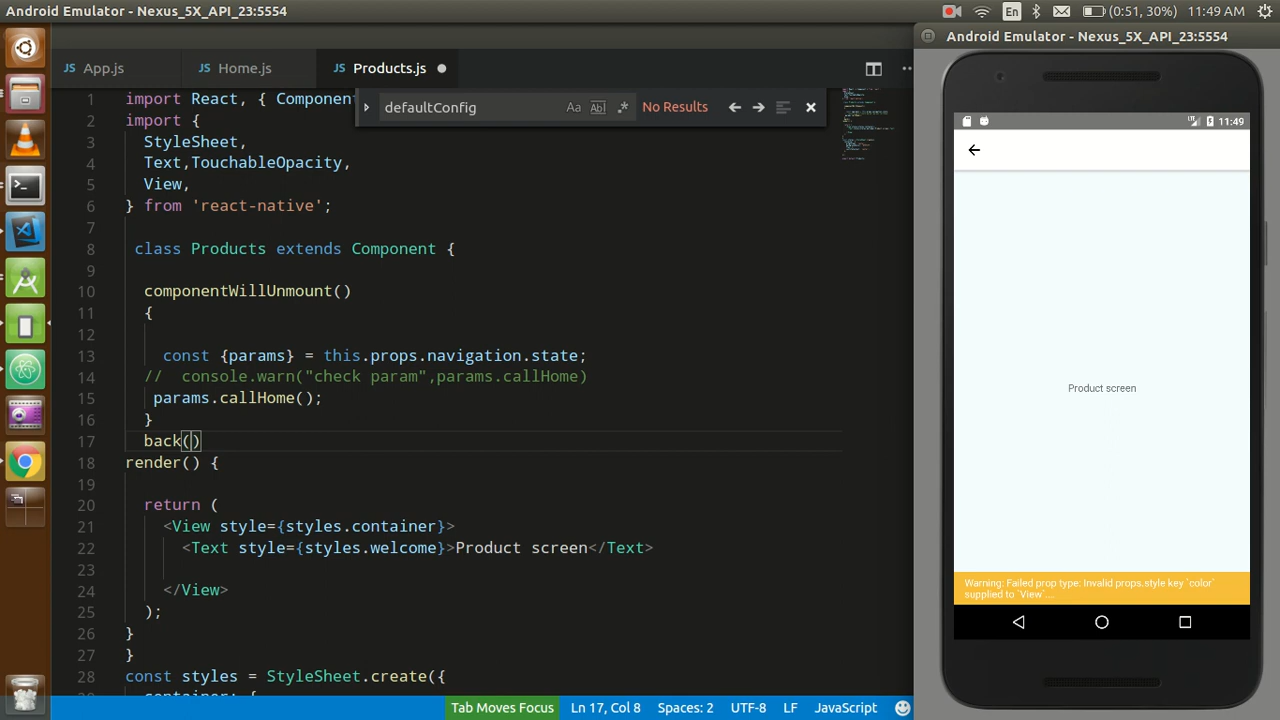 Android Emulator - Nexus_5X_API_23:5554
En
(0:51, 30%)
11:49 AM
JS App.js
JS Home.js
JS Products.js
defaultConfig
Aa
Abl
.*
No Results
1 import React, { Component
2 import {
3 StyleSheet,
4 Text,TouchableOpacity,
5 View,
6 } from 'react-native';
7
8 class Products extends Component {
9
10 componentWillUnmount()
11 {
12
13 const {params} = this.props.navigation.state;
14 // console.warn("check param",params.callHome)
15 params.callHome();
16 }
17 back()
18 render() {
19
20 return (
21 <View style={styles.container}>
22 <Text style={styles.welcome}>Product screen</Text>
23
24 </View>
25 );
26 }
27 }
28 const styles = StyleSheet.create({
container: {
Tab Moves Focus
Ln 17, Col 8
Spaces: 2
UTF-8
LF
JavaScript
Android Emulator - Nexus_5X_API_23:5554
11:49
Product screen
Warning: Failed prop type: Invalid props.style key `color`
supplied to `View`...